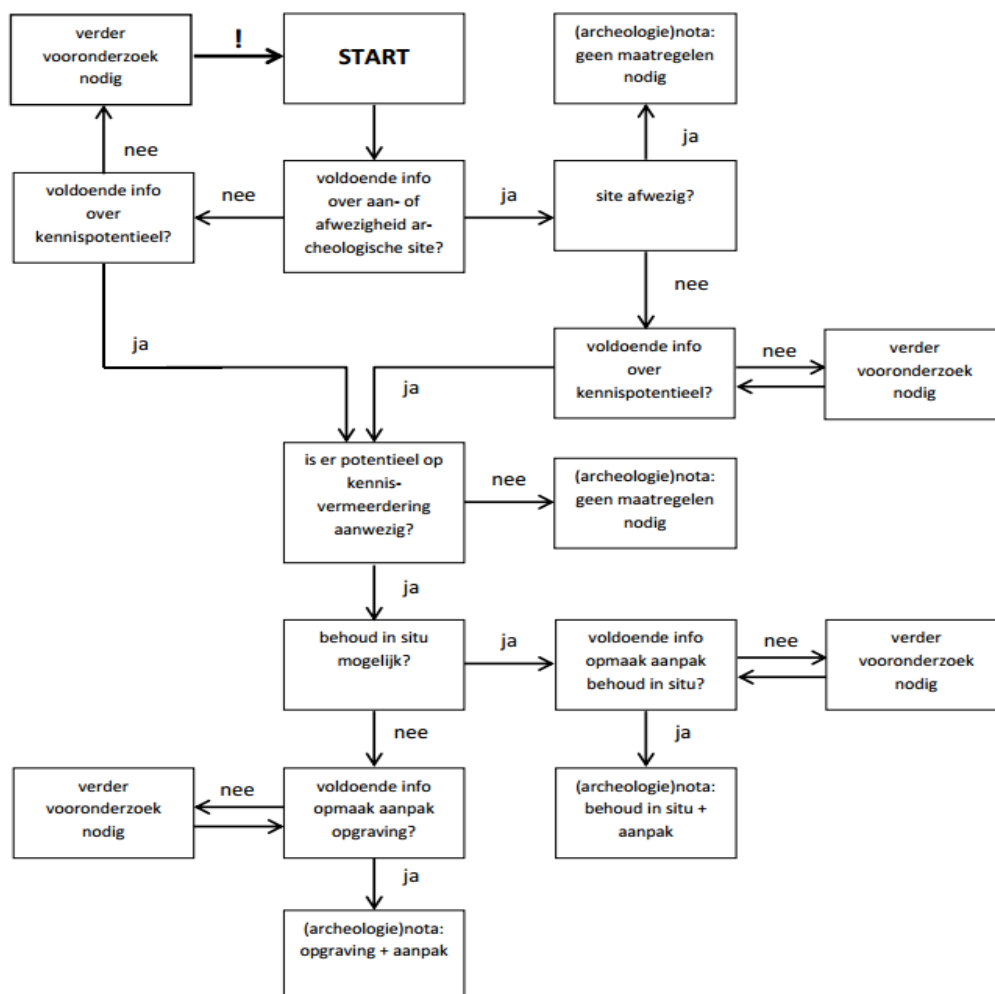 verder
vooronderzoek
nodig
!
START
(archeologie)nota:
geen maatregelen
nodig
nee
ja
voldoende info
over
kennispotentieel?
nee
voldoende info
over aan- of
afwezigheid ar-
cheologische site?
ja
site afwezig?
nee
ja
voldoende info
over
kennispotentieel?
nee
verder
vooronderzoek
nodig
ja
is er potentieel op
kennis-
vermeerdering
aanwezig?
nee
(archeologie)nota:
geen maatregelen
nodig
ja
behoud in situ
mogelijk?
ja
voldoende info
opmaak aanpak
behoud in situ?
nee
verder
vooronderzoek
nodig
nee
ja
verder
vooronderzoek
nodig
nee
voldoende info
opmaak aanpak
opgraving?
(archeologie)nota:
behoud in situ +
aanpak
ja
(archeologie)nota:
opgraving + aanpak